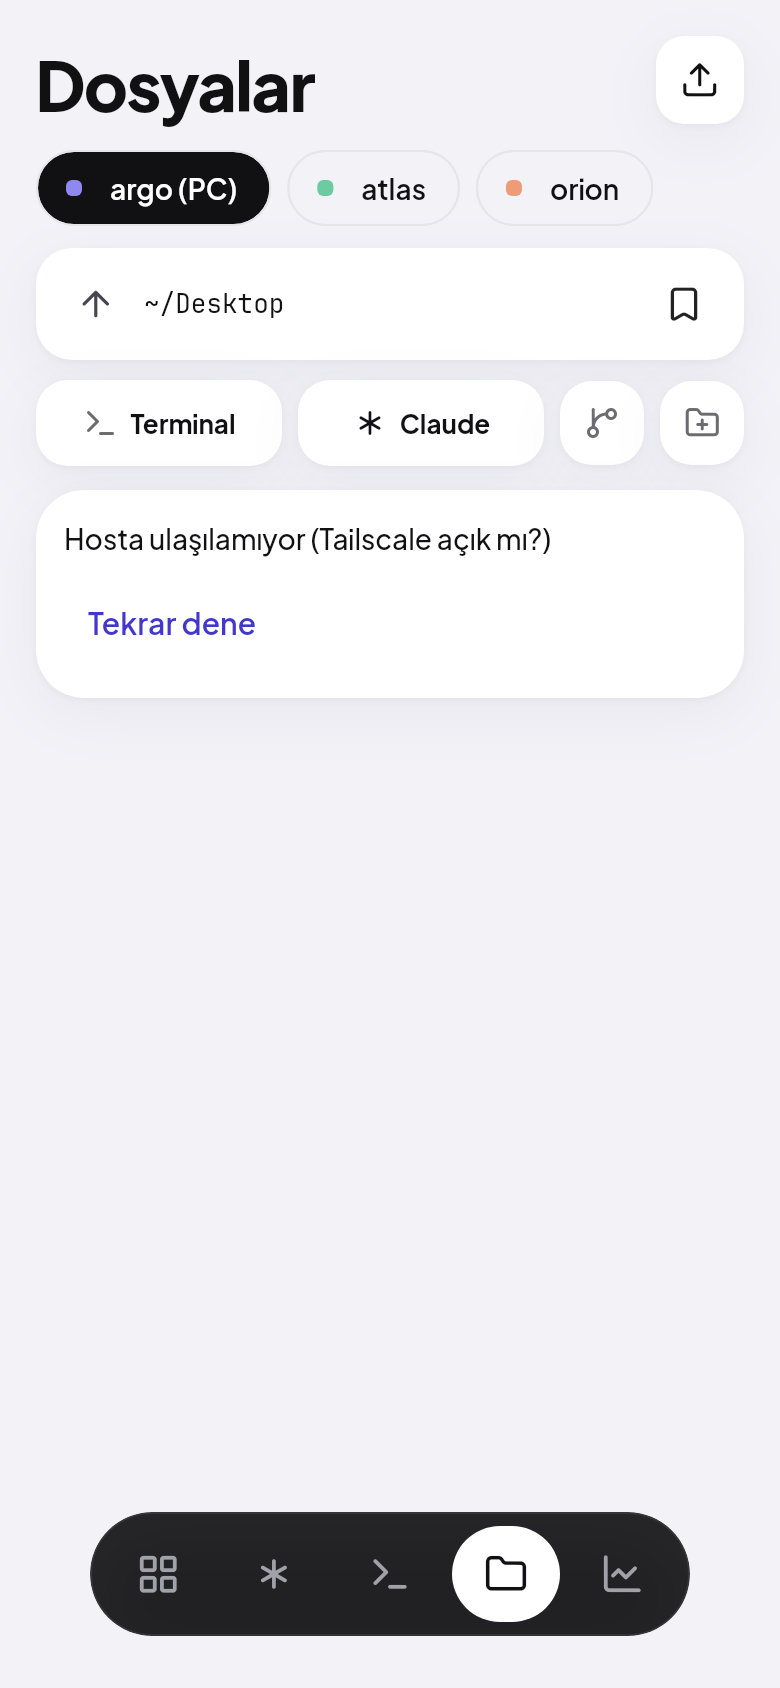 Dosyalar
argo (PC)
atlas
orion
~/Desktop
Terminal
Claude
Hosta ulaşılamıyor (Tailscale açık mı?)
Tekrar dene